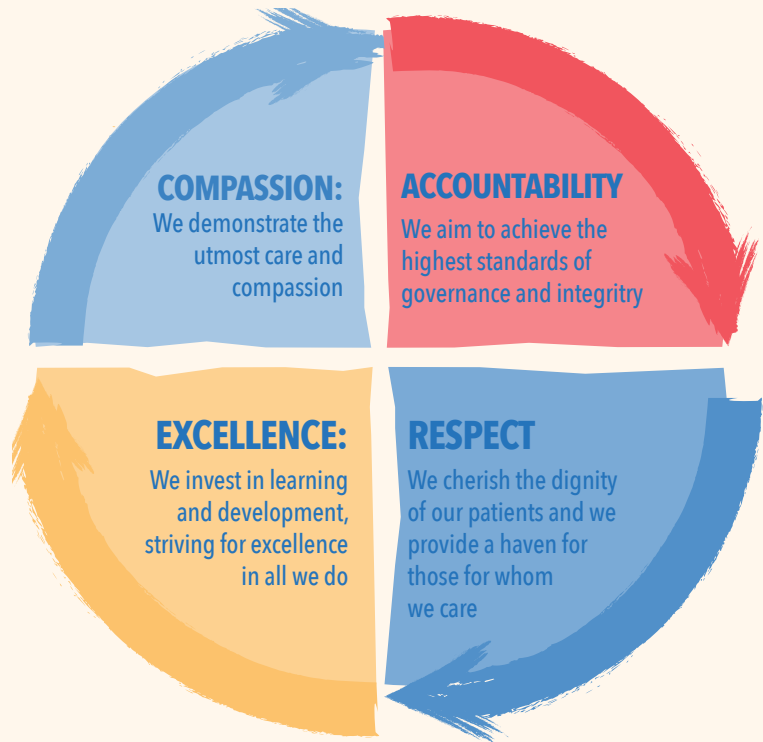 COMPASSION:
We demonstrate the
utmost care and
compassion
ACCOUNTABILITY
We aim to achieve the
highest standards of
governance and integritry
EXCELLENCE:
We invest in learning
and development,
striving for excellence
in all we do
RESPECT
We cherish the dignity
of our patients and we
provide a haven for
those for whom
we care